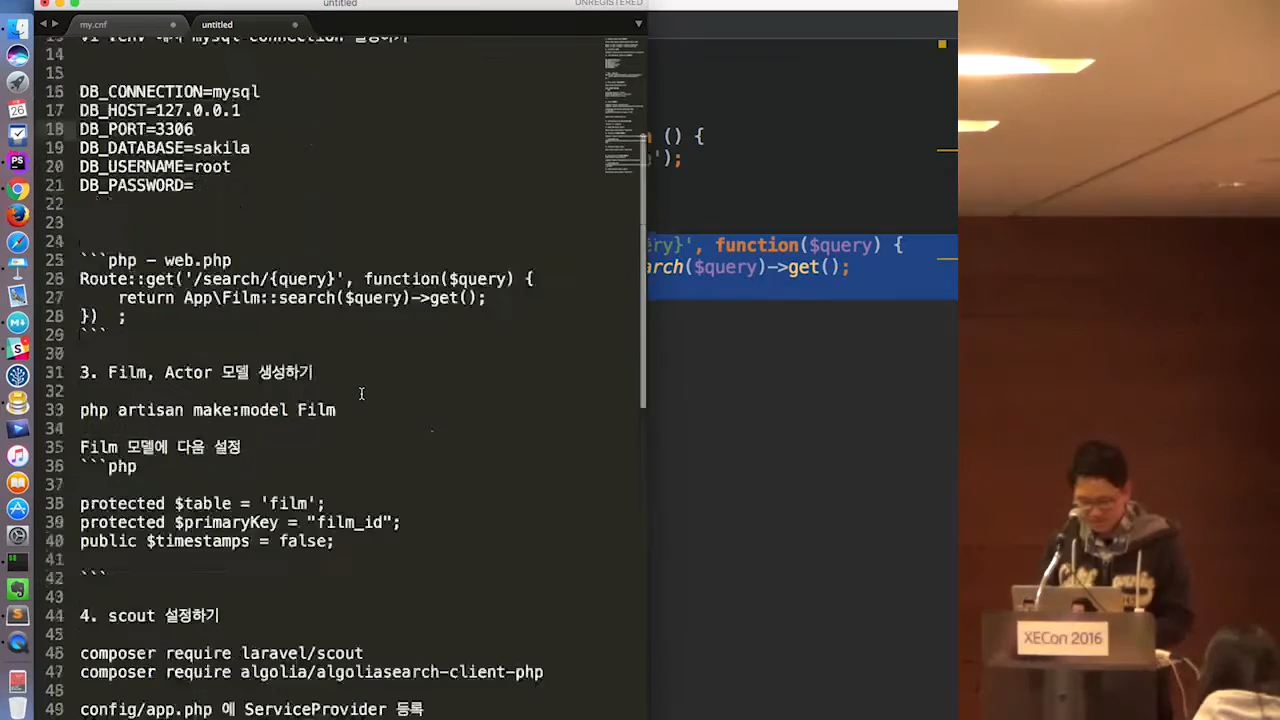 untitled
UNREGISTERED
my.cnf
untitled
14
15
16 DB_CONNECTION=mysql
17 DB_HOST=127.0.0.1
18 DB_PORT=3306
19 DB_DATABASE=sakila
20 DB_USERNAME=root
21 DB_PASSWORD=
22
23
24
25 ```php – web.php
26 Route::get('/search/{query}', function($query) {
27 return App\Film::search($query)->get();
28 }) ;
29 ```
30
31 3. Film, Actor 모델 생성하기
32
33 php artisan make:model Film
34
35 Film 모델에 다음 설정
36 ```php
37
38 protected $table = 'film';
39 protected $primaryKey = "film_id";
40 public $timestamps = false;
41
42 ```
43
44 4. scout 설정하기
45
46 composer require laravel/scout
47 composer require algolia/algoliasearch-client-php
48
49 config/app.php 에 ServiceProvider 등록
() {
');
ery}', function($query) {
arch($query)->get();
26
XECon 2016